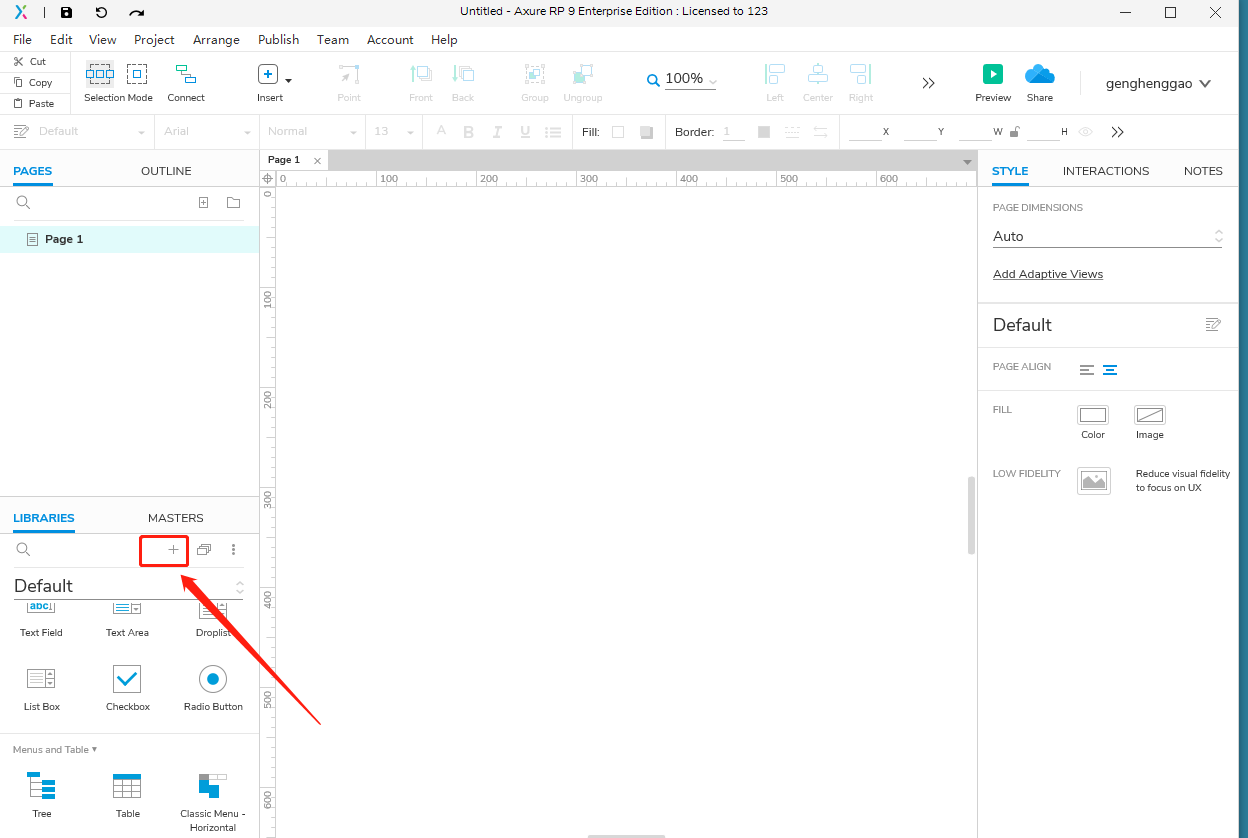 Untitled - Axure RP 9 Enterprise Edition : Licensed to 123
File Edit View Project Arrange Publish Team Account Help
Cut
Copy
Paste
Selection Mode
Connect
Insert
Point
Front
Back
Group
Ungroup
100%
Left
Center
Right
Preview
Share
genghenggao
Default
Arial
Normal
13
Fill:
Border:
1
X
Y
W
H
PAGES
OUTLINE
Page 1
Page 1
0 100 200 300 400 500 600
0
100
200
300
400
500
600
LIBRARIES
MASTERS
Default
abc
Text Field
Text Area
Droplist
List Box
Checkbox
Radio Button
Menus and Table
Tree
Table
Classic Menu -
Horizontal
STYLE
INTERACTIONS
NOTES
PAGE DIMENSIONS
Auto
Add Adaptive Views
Default
PAGE ALIGN
FILL
Color
Image
LOW FIDELITY
Reduce visual fidelity
to focus on UX